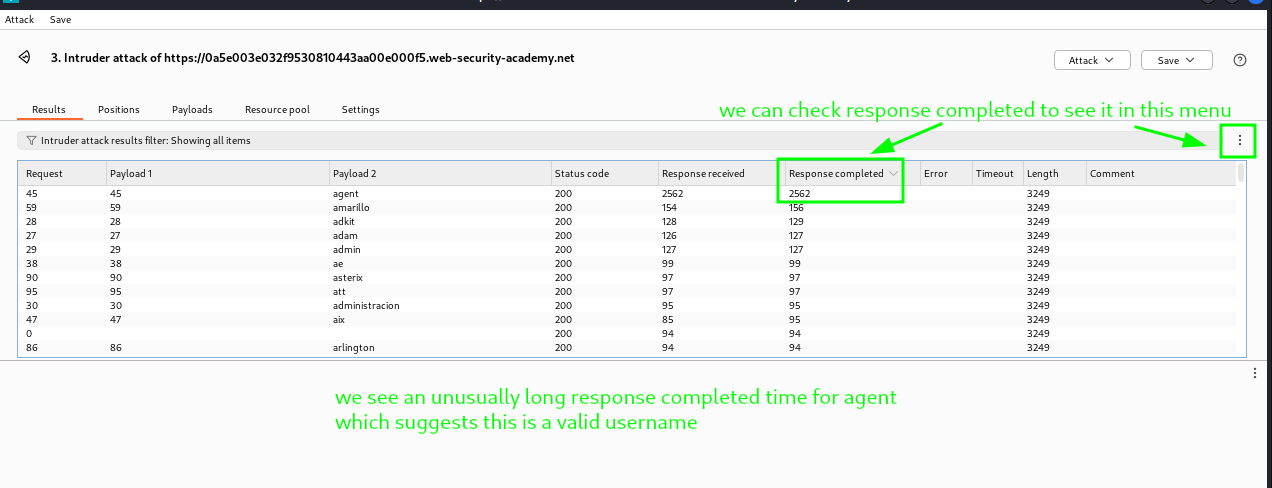 Attack Save
3. Intruder attack of https://0a5e003e032f9530810443aa00e000f5.web-security-academy.net
Attack Save
Results Positions Payloads Resource pool Settings
we can check response completed to see it in this menu
Intruder attack results filter: Showing all items
Request Payload 1 Payload 2 Status code Response received Response completed Error Timeout Length Comment
45 45 agent 200 2562 2562 3249
59 59 amarillo 200 154 156 3249
28 28 adkit 200 128 129 3249
27 27 adam 200 126 127 3249
29 29 admin 200 127 127 3249
38 38 ae 200 99 99 3249
90 90 asterix 200 97 97 3249
95 95 att 200 97 97 3249
30 30 administracion 200 95 95 3249
47 47 aix 200 85 95 3249
0 200 94 94 3249
86 86 arlington 200 94 94 3249
we see an unusually long response completed time for agent
which suggests this is a valid username